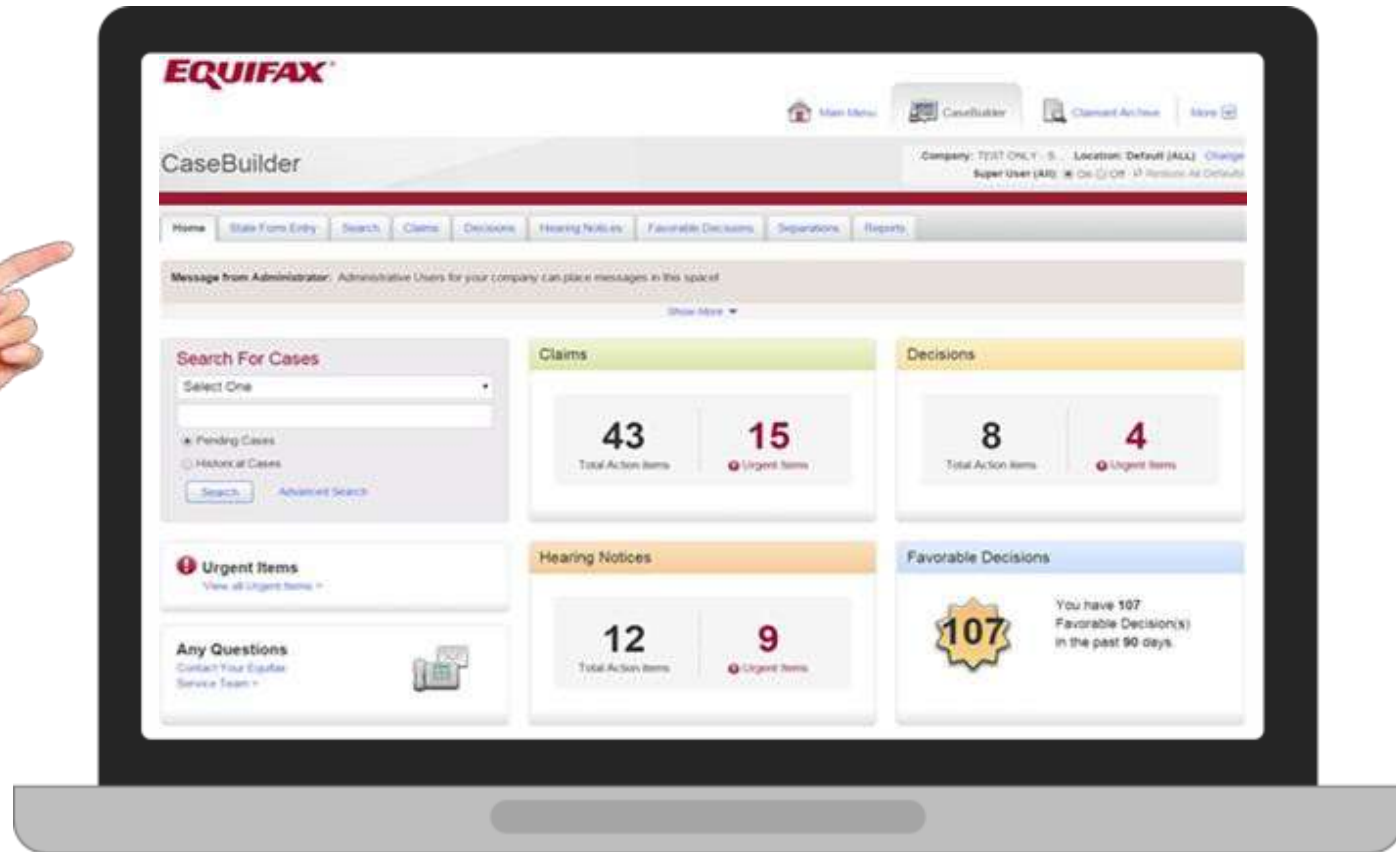 EQUIFAX
Main Menu
CaseBuilder
Claimant Archive
More
CaseBuilder
Company: TEST ONLY - S... Location: Default (ALL) Change
Super User (All): On Off Restore All Defaults
Home
State Form Entry
Search
Claims
Decisions
Hearing Notices
Favorable Decisions
Separations
Reports
Message from Administrator: Administrative Users for your company can place messages in this space!
Show More
Search For Cases
Select One
Pending Cases
Historical Cases
Search
Advanced Search
Claims
43
Total Action Items
15
Urgent Items
Decisions
8
Total Action Items
4
Urgent Items
Urgent Items
View all Urgent Items
Any Questions
Contact Your Equifax
Service Team
Hearing Notices
12
Total Action Items
9
Urgent Items
Favorable Decisions
107
You have 107
Favorable Decision(s)
in the past 90 days.